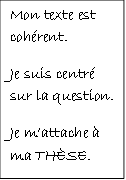 Mon texte est
cohérent.
Je suis centré
sur la question.
Je m'attache à
ma THÈSE.